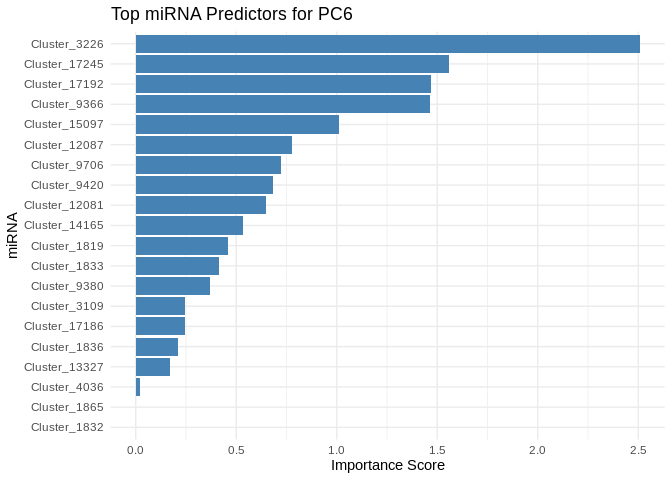 Top miRNA Predictors for PC6
miRNA
Cluster_3226
Cluster_17245
Cluster_17192
Cluster_9366
Cluster_15097
Cluster_12087
Cluster_9706
Cluster_9420
Cluster_12081
Cluster_14165
Cluster_1819
Cluster_1833
Cluster_9380
Cluster_3109
Cluster_17186
Cluster_1836
Cluster_13327
Cluster_4036
Cluster_1865
Cluster_1832
0.0 0.5 1.0 1.5 2.0 2.5
Importance Score